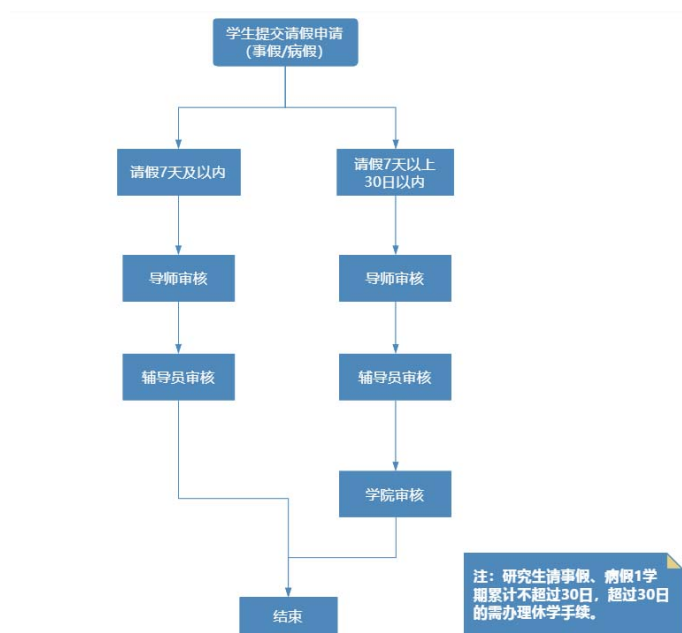 学生提交请假申请
（事假/病假）
请假7天及以内
请假7天以上
30日以内
导师审核
导师审核
辅导员审核
辅导员审核
学院审核
注：研究生请事假、病假1学
期累计不超过30日，超过30日
的需办理休学手续。
结束